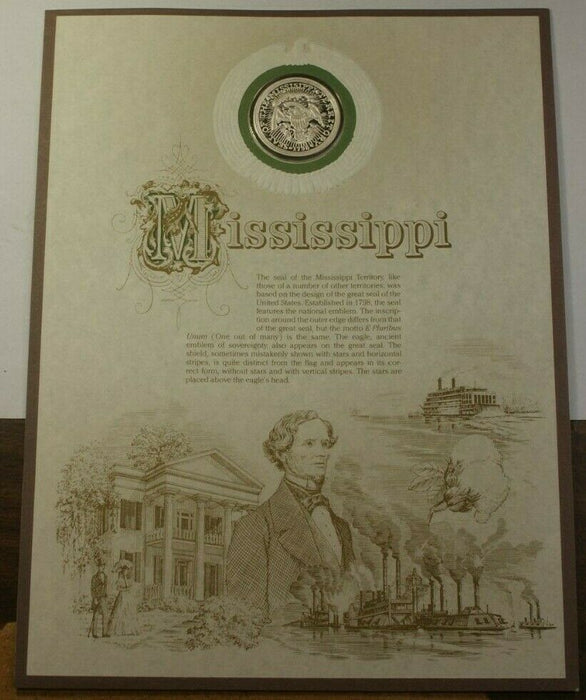 Mississippi
The seal of the Mississippi Territory, like
those of a number of other territories, was
based on the design of the great seal of the
United States. Established in 1798, the seal
features the national emblem. The inscrip-
tion around the outer edge differs from that
of the great seal, but the motto E Pluribus
Unum (One out of many) is the same. The eagle, ancient
emblem of sovereignty also appears on the great seal. The
shield, sometimes mistakenly shown with stars and horizontal
stripes, is quite distinct from the flag and appears in its cor-
rect form, without stars and with vertical stripes. The stars are
placed above the eagle's head.